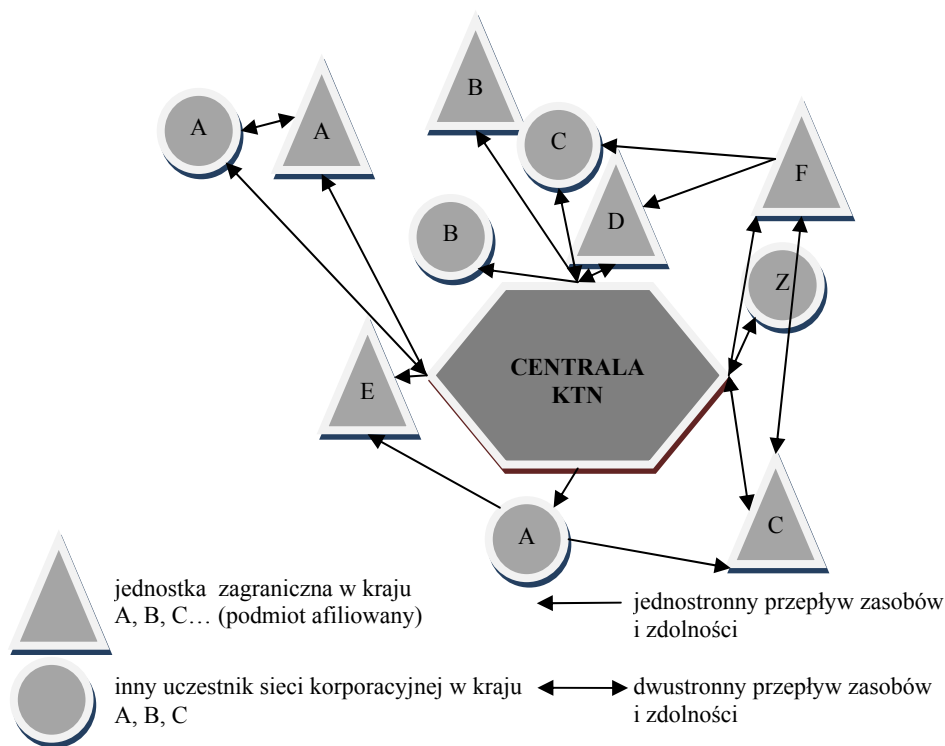 B
A
A
C
F
D
B
Z
CENTRALA
KTN
E
A
C
jednostka zagraniczna w kraju
A, B, C… (podmiot afiliowany)
jednostronny przepływ zasobów
i zdolności
inny uczestnik sieci korporacyjnej w kraju
A, B, C
dwustronny przepływ zasobów
i zdolności